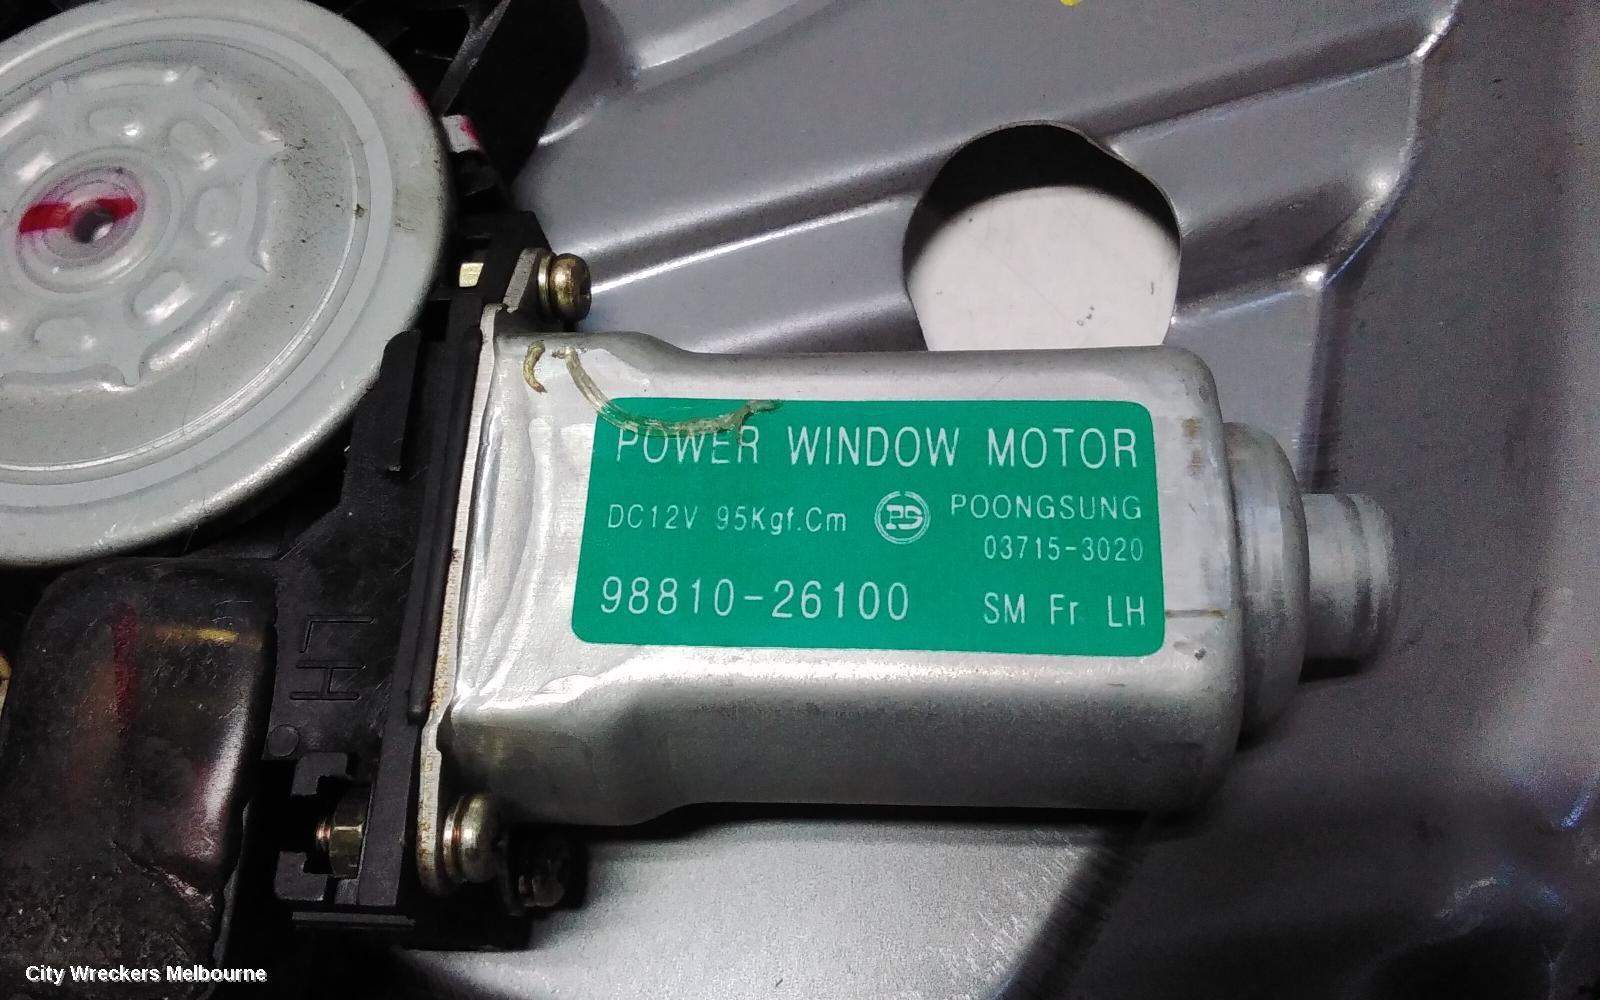 POWER WINDOW MOTOR
DC12V 95Kgf.Cm PS POONGSUNG
03715-3020
98810-26100 SM Fr LH
LH
City Wreckers Melbourne